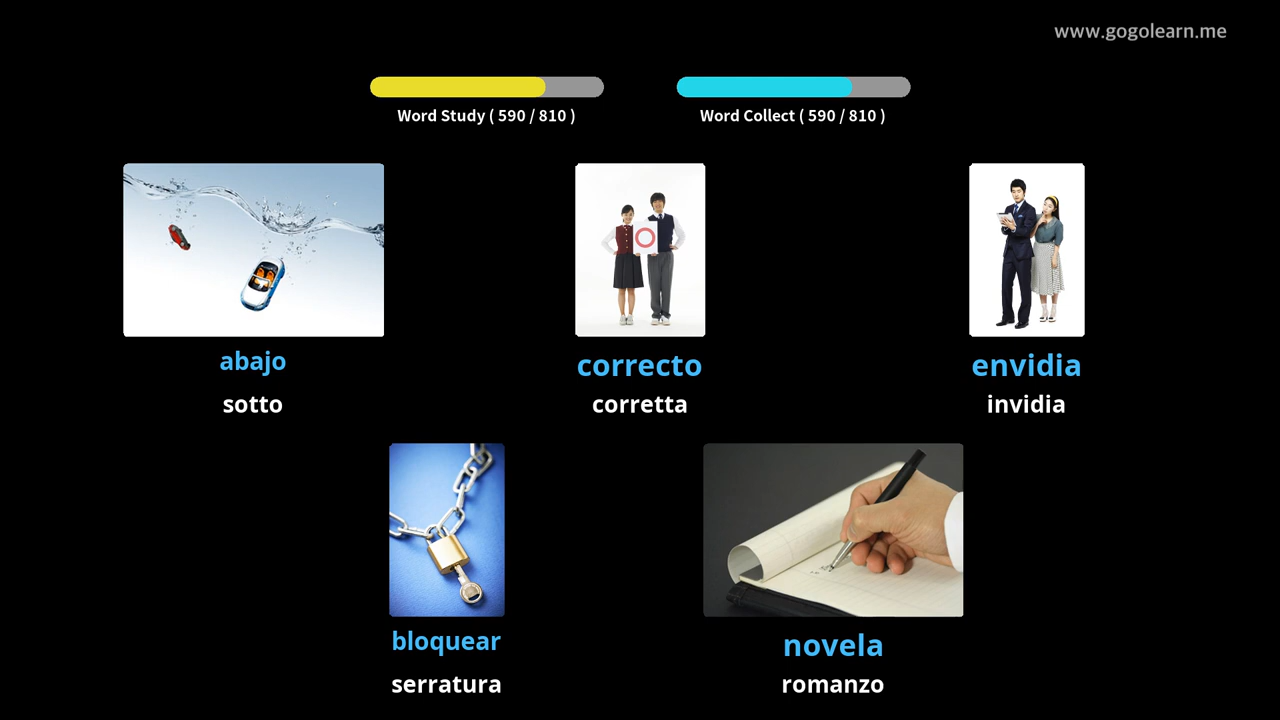 www.gogolearn.me
Word Study ( 590 / 810 )
Word Collect ( 590 / 810 )
abajo
sotto
correcto
corretta
envidia
invidia
bloquear
serratura
novela
romanzo